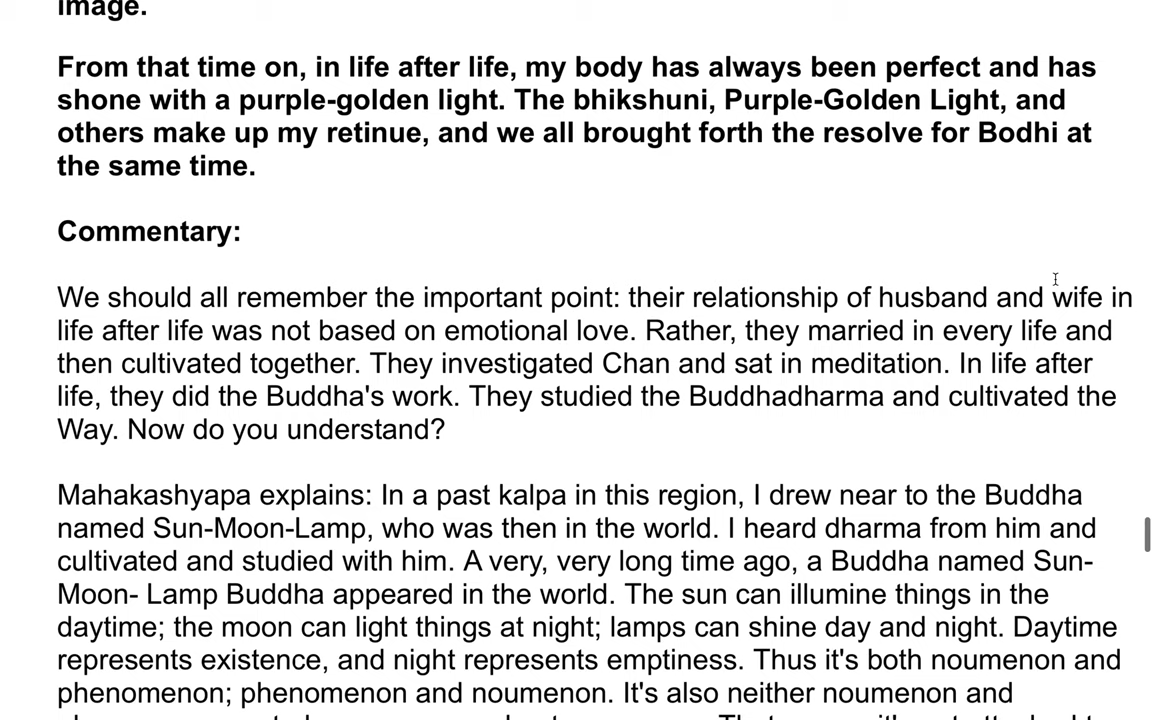 image.
From that time on, in life after life, my body has always been perfect and has
shone with a purple-golden light. The bhikshuni, Purple-Golden Light, and
others make up my retinue, and we all brought forth the resolve for Bodhi at
the same time.
Commentary:
We should all remember the important point: their relationship of husband and wife in
life after life was not based on emotional love. Rather, they married in every life and
then cultivated together. They investigated Chan and sat in meditation. In life after
life, they did the Buddha's work. They studied the Buddhadharma and cultivated the
Way. Now do you understand?
Mahakashyapa explains: In a past kalpa in this region, I drew near to the Buddha
named Sun-Moon-Lamp, who was then in the world. I heard dharma from him and
cultivated and studied with him. A very, very long time ago, a Buddha named Sun-
Moon- Lamp Buddha appeared in the world. The sun can illumine things in the
daytime; the moon can light things at night; lamps can shine day and night. Daytime
represents existence, and night represents emptiness. Thus it's both noumenon and
phenomenon; phenomenon and noumenon. It's also neither noumenon and